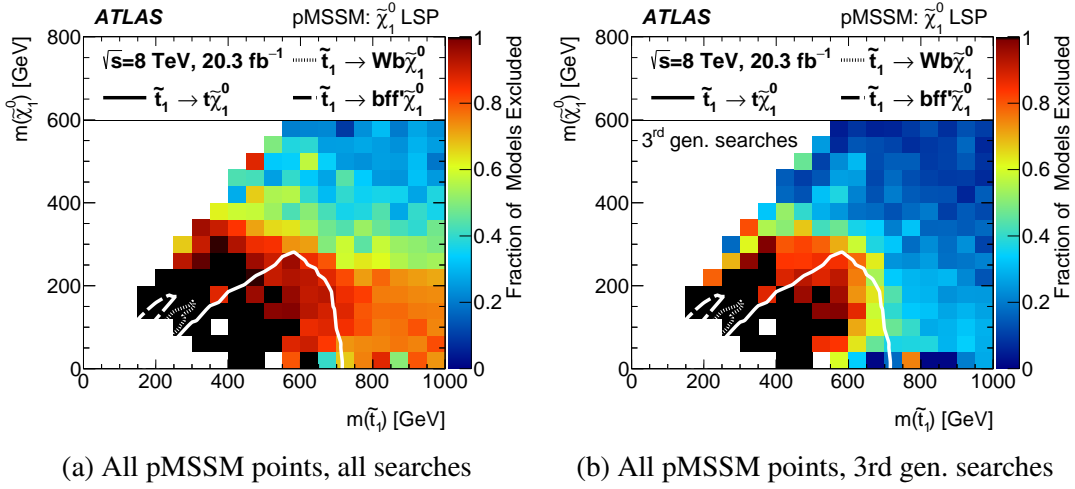 ATLAS pMSSM: χ̃₁⁰ LSP
√s=8 TeV, 20.3 fb⁻¹ t̃₁ → Wbχ̃₁⁰
t̃₁ → tχ̃₁⁰ t̃₁ → bff'χ̃₁⁰
m(χ̃₁⁰) [GeV]
800
600
400
200
0
0 200 400 600 800 1000
m(t̃₁) [GeV]
1
0.8
0.6
0.4
0.2
0
Fraction of Models Excluded
(a) All pMSSM points, all searches
ATLAS pMSSM: χ̃₁⁰ LSP
√s=8 TeV, 20.3 fb⁻¹ t̃₁ → Wbχ̃₁⁰
t̃₁ → tχ̃₁⁰ t̃₁ → bff'χ̃₁⁰
3ʳᵈ gen. searches
m(χ̃₁⁰) [GeV]
800
600
400
200
0
0 200 400 600 800 1000
m(t̃₁) [GeV]
1
0.8
0.6
0.4
0.2
0
Fraction of Models Excluded
(b) All pMSSM points, 3rd gen. searches